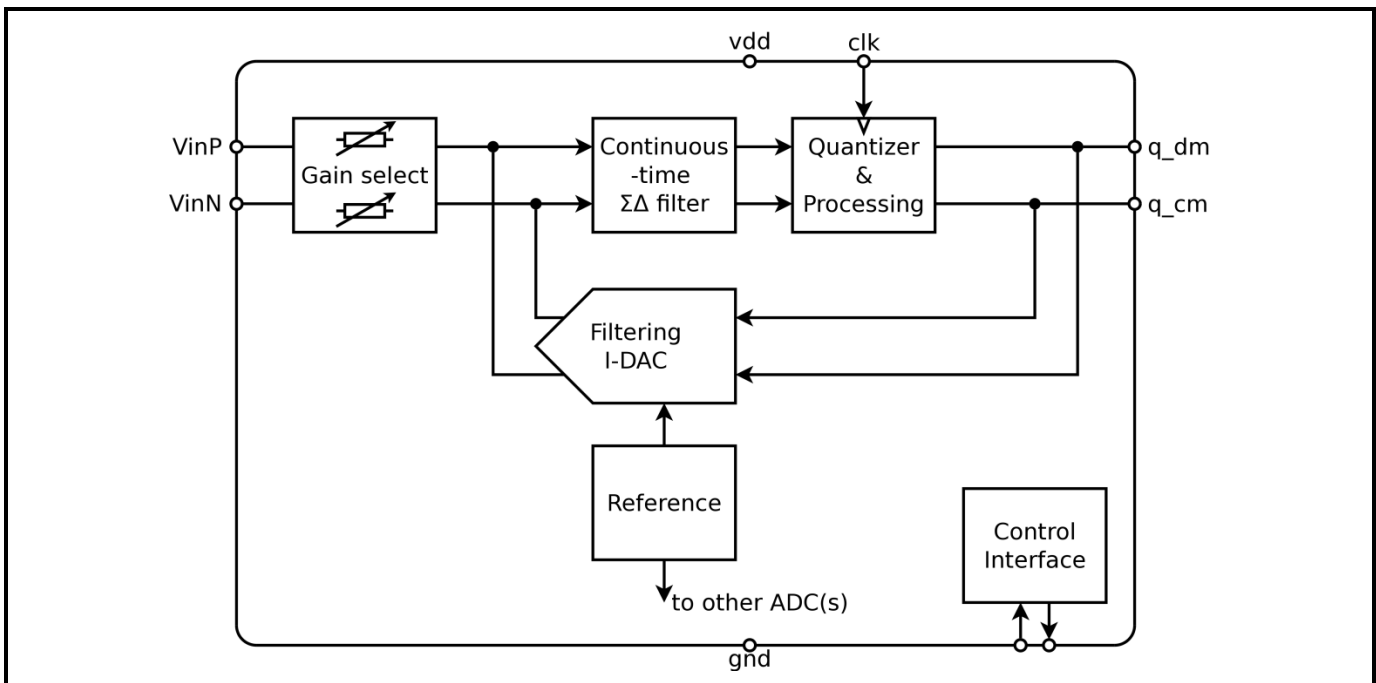 vdd
clk
VinP
VinN
Gain select
Continuous
-time
ΣΔ filter
Quantizer
&
Processing
q_dm
q_cm
Filtering
I-DAC
Reference
to other ADC(s)
Control
Interface
gnd